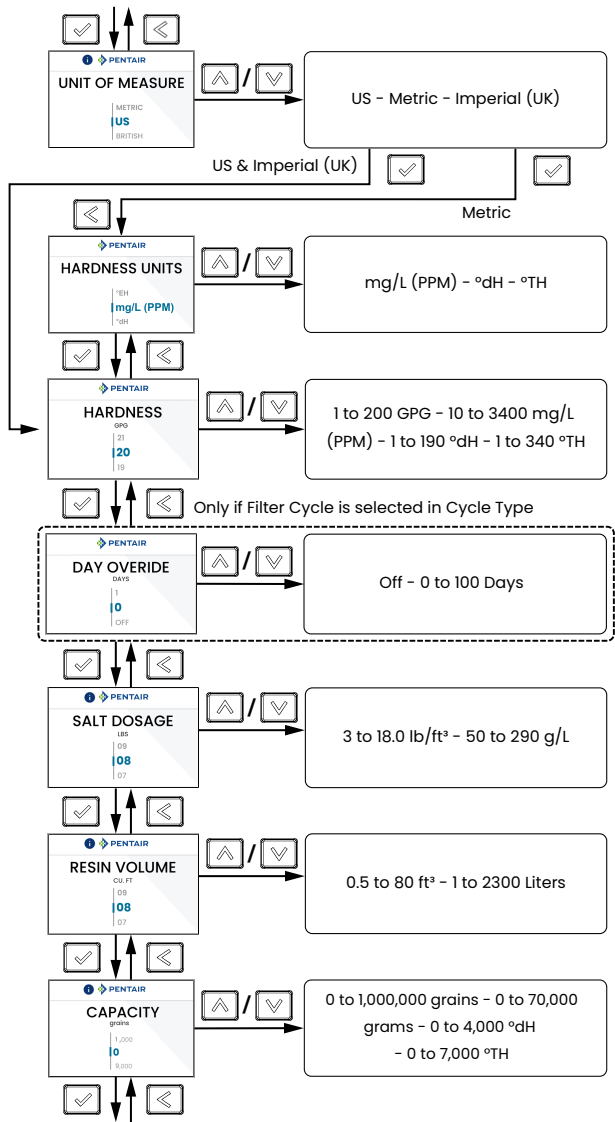 i PENTAIR
UNIT OF MEASURE
METRIC
US
BRITISH
/
US - Metric - Imperial (UK)
US & Imperial (UK)
Metric
PENTAIR
HARDNESS UNITS
°EH
mg/L (PPM)
°dH
/
mg/L (PPM) - °dH - °TH
PENTAIR
HARDNESS
GPG
21
20
19
/
1 to 200 GPG - 10 to 3400 mg/L
(PPM) - 1 to 190 °dH - 1 to 340 °TH
Only if Filter Cycle is selected in Cycle Type
PENTAIR
DAY OVERIDE
DAYS
1
0
OFF
/
Off - 0 to 100 Days
i PENTAIR
SALT DOSAGE
LBS
09
08
07
/
3 to 18.0 lb/ft³ - 50 to 290 g/L
i PENTAIR
RESIN VOLUME
CU. FT
09
08
07
/
0.5 to 80 ft³ - 1 to 2300 Liters
i PENTAIR
CAPACITY
grains
1,000
0
9,000
/
0 to 1,000,000 grains - 0 to 70,000
grams - 0 to 4,000 °dH
- 0 to 7,000 °TH